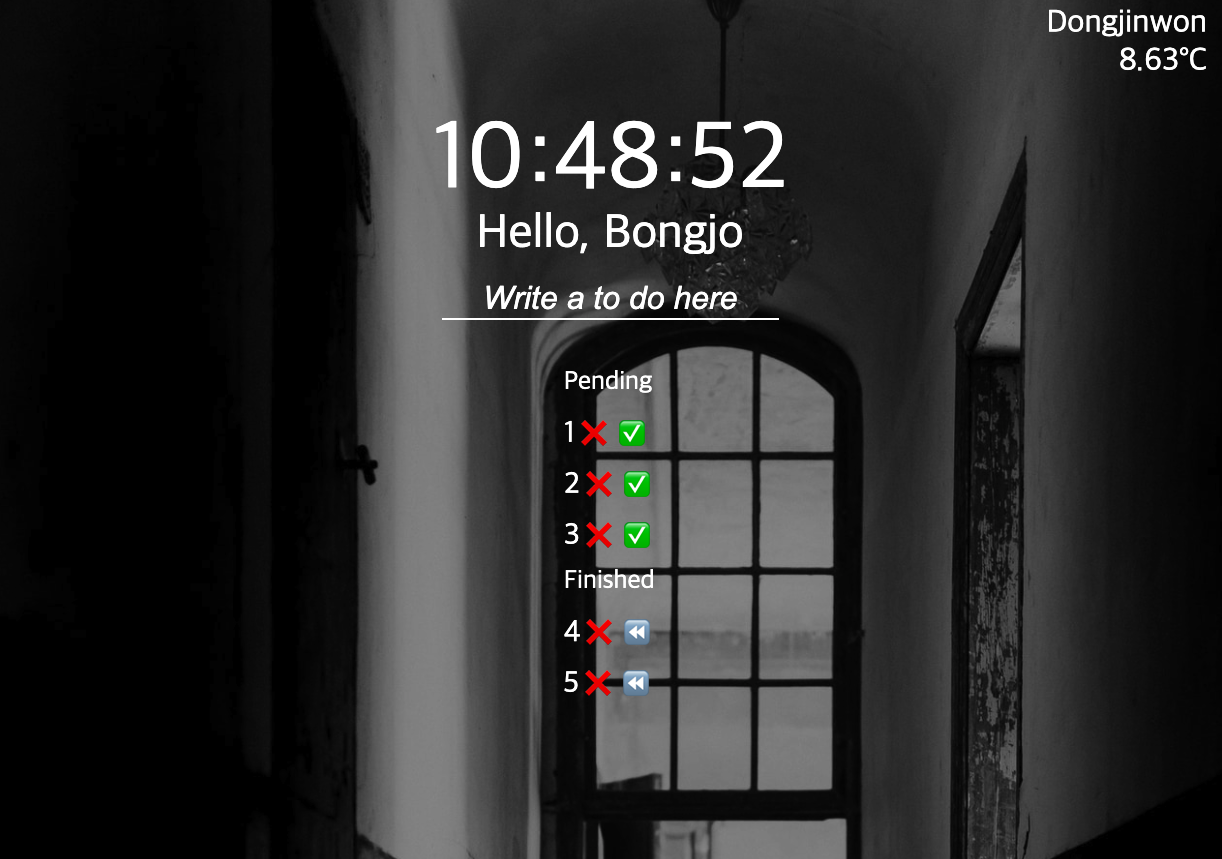 Dongjinwon
8.63°C
10:48:52
Hello, Bongjo
Write a to do here
Pending
1 ❌ ✅
2 ❌ ✅
3 ❌ ✅
Finished
4 ❌ ⏪
5 ❌ ⏪